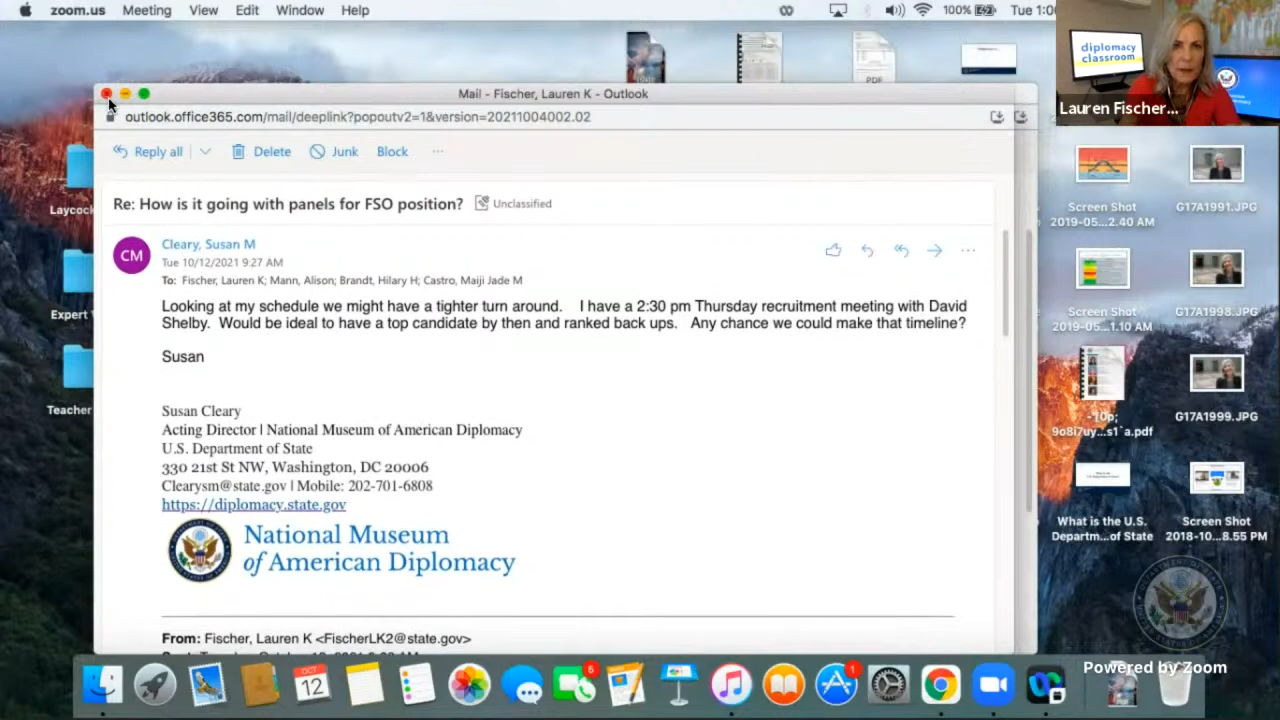 zoom.us Meeting View Edit Window Help
100%
Tue 1:0
diplomacy
classroom
Lauren Fischer...
Mail - Fischer, Lauren K - Outlook
outlook.office365.com/mail/deeplink?popoutv2=1&version=20211004002.02
Reply all Delete Junk Block ...
Re: How is it going with panels for FSO position? Unclassified
CM
Cleary, Susan M
Tue 10/12/2021 9:27 AM
To: Fischer, Lauren K; Mann, Alison; Brandt, Hilary H; Castro, Maiji Jade M
Looking at my schedule we might have a tighter turn around. I have a 2:30 pm Thursday recruitment meeting with David
Shelby. Would be ideal to have a top candidate by then and ranked back ups. Any chance we could make that timeline?
Susan
Susan Cleary
Acting Director | National Museum of American Diplomacy
U.S. Department of State
330 21st St NW, Washington, DC 20006
Clearysm@state.gov | Mobile: 202-701-6808
https://diplomacy.state.gov
National Museum
of American Diplomacy
From: Fischer, Lauren K <FischerLK2@state.gov>
Laycock
Expert
Teacher
PDF
Screen Shot
2019-05...2.40 AM
G17A1991.JPG
Screen Shot
2019-05...1.10 AM
G17A1998.JPG
-10p;
9o8i7uy...s1`a.pdf
G17A1999.JPG
What is the U.S.
Departm...of State
Screen Shot
2018-10...8.55 PM
OCT
12
6
1
Powered by Zoom